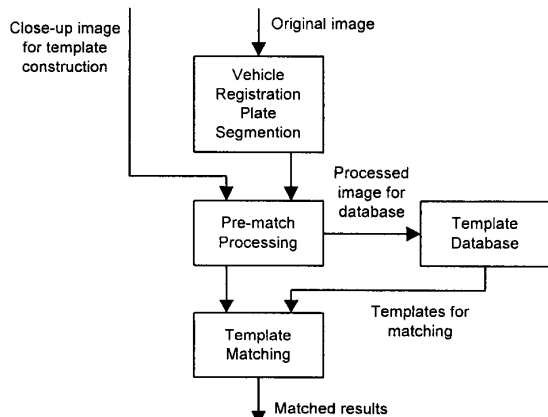 Close-up image
for template
construction
Original image
Vehicle
Registration
Plate
Segmention
Processed
image for
database
Pre-match
Processing
Template
Database
Templates for
matching
Template
Matching
Matched results